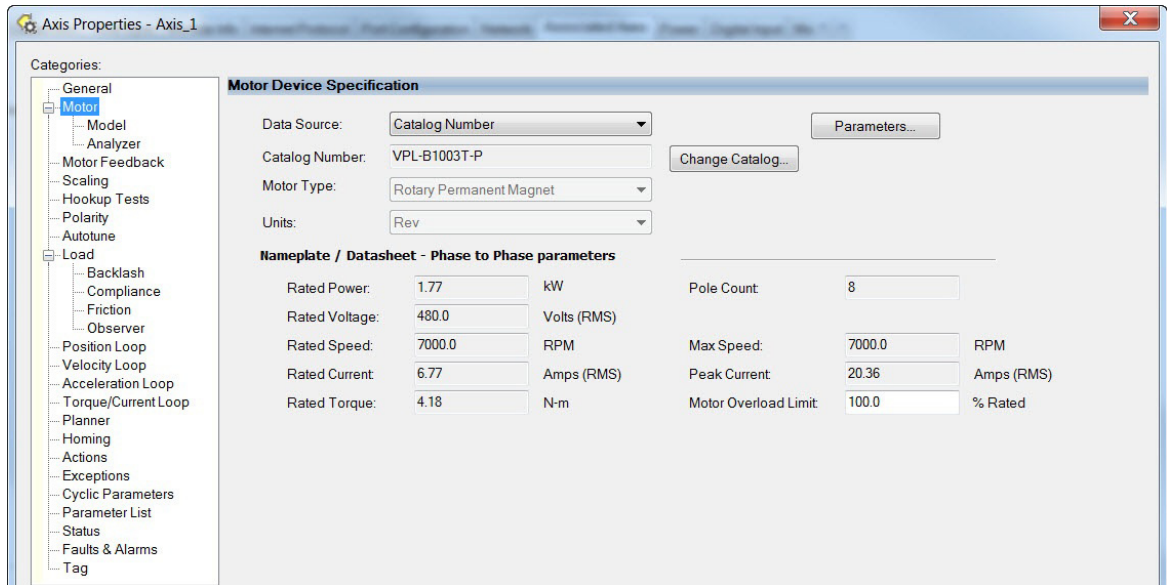 Axis Properties - Axis_1
Categories:
General
Motor
Model
Analyzer
Motor Feedback
Scaling
Hookup Tests
Polarity
Autotune
Load
Backlash
Compliance
Friction
Observer
Position Loop
Velocity Loop
Acceleration Loop
Torque/Current Loop
Planner
Homing
Actions
Exceptions
Cyclic Parameters
Parameter List
Status
Faults & Alarms
Tag
Motor Device Specification
Data Source: Catalog Number Parameters...
Catalog Number: VPL-B1003T-P Change Catalog...
Motor Type: Rotary Permanent Magnet
Units: Rev
Nameplate / Datasheet - Phase to Phase parameters
Rated Power: 1.77 kW Pole Count: 8
Rated Voltage: 480.0 Volts (RMS)
Rated Speed: 7000.0 RPM Max Speed: 7000.0 RPM
Rated Current: 6.77 Amps (RMS) Peak Current: 20.36 Amps (RMS)
Rated Torque: 4.18 N-m Motor Overload Limit: 100.0 % Rated